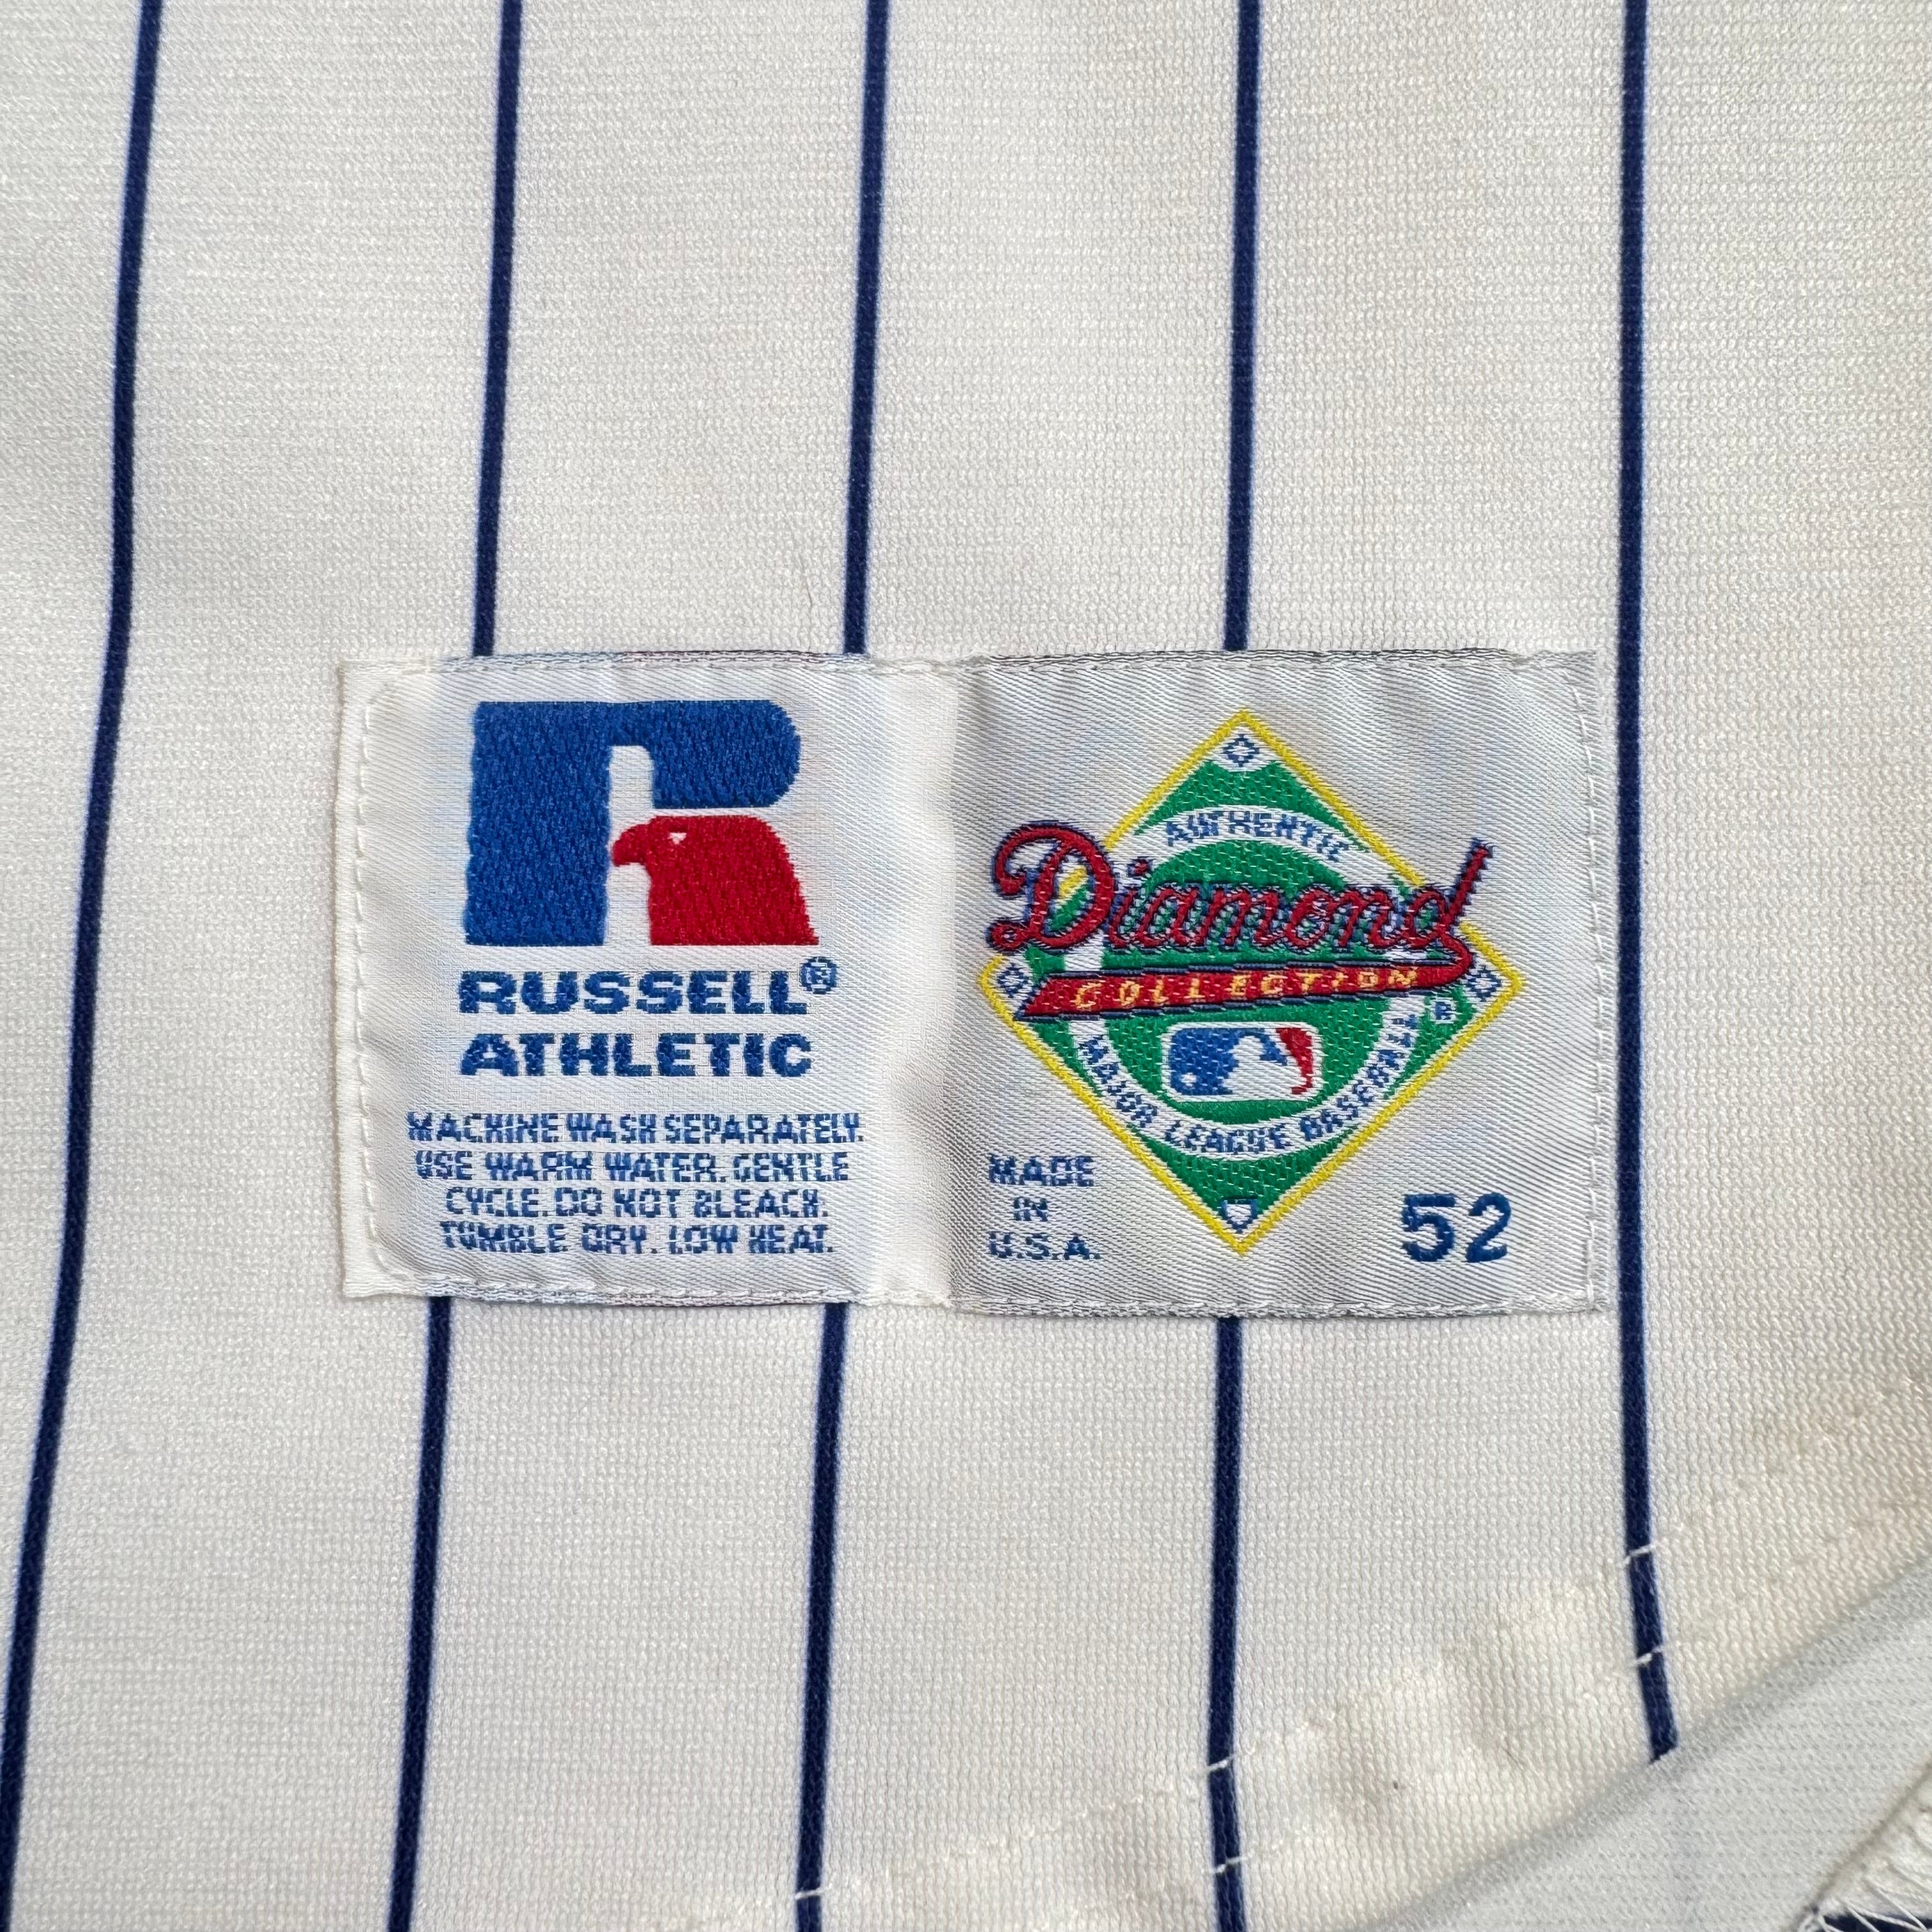 RUSSELL®
ATHLETIC
MACHINE WASH SEPARATELY.
USE WARM WATER. GENTLE
CYCLE. DO NOT BLEACH.
TUMBLE DRY. LOW HEAT.
AUTHENTIC
Diamond
COLLECTION
®
MAJOR LEAGUE BASEBALL
MADE
IN
U.S.A.
52